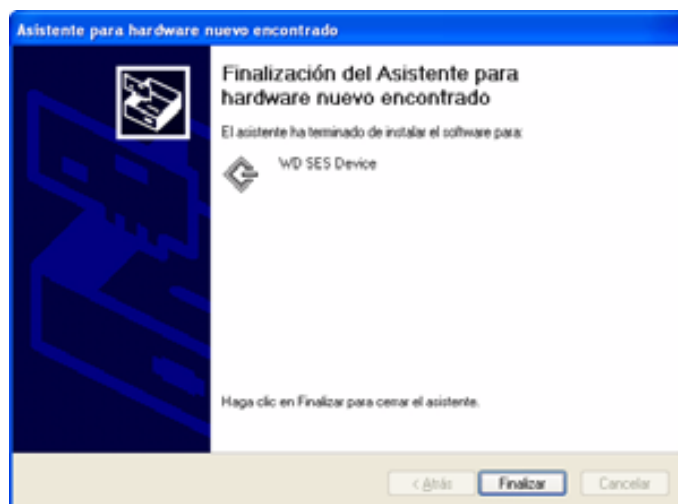 Asistente para hardware nuevo encontrado
Finalización del Asistente para
hardware nuevo encontrado
El asistente ha terminado de instalar el software para:
WD SES Device
Haga clic en Finalizar para cerrar el asistente.
< Atrás
Finalizar
Cancelar